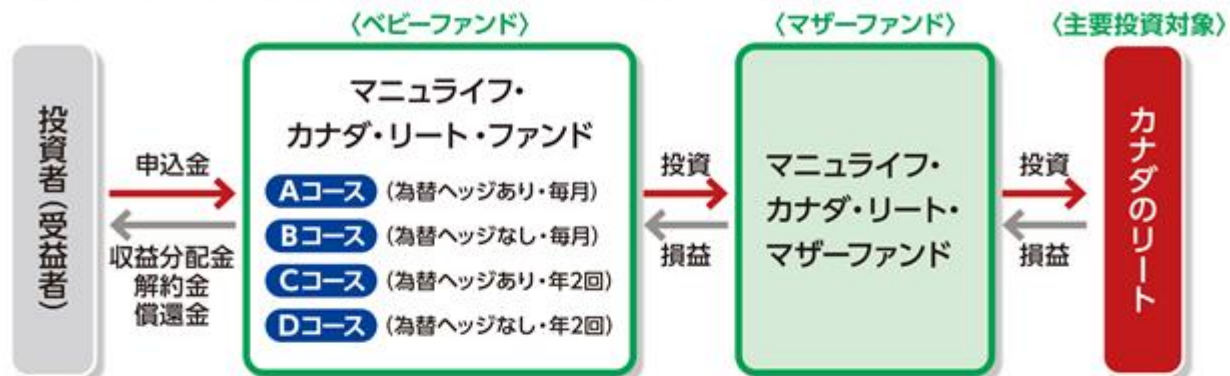 〈ベビーファンド〉
〈マザーファンド〉
〈主要投資対象〉
投資者（受益者）
申込金
収益分配金
解約金
償還金
マニュライフ・
カナダ・リート・ファンド
Aコース（為替ヘッジあり・毎月）
Bコース（為替ヘッジなし・毎月）
Cコース（為替ヘッジあり・年2回）
Dコース（為替ヘッジなし・年2回）
投資
損益
マニュライフ・
カナダ・リート・
マザーファンド
投資
損益
カナダのリート